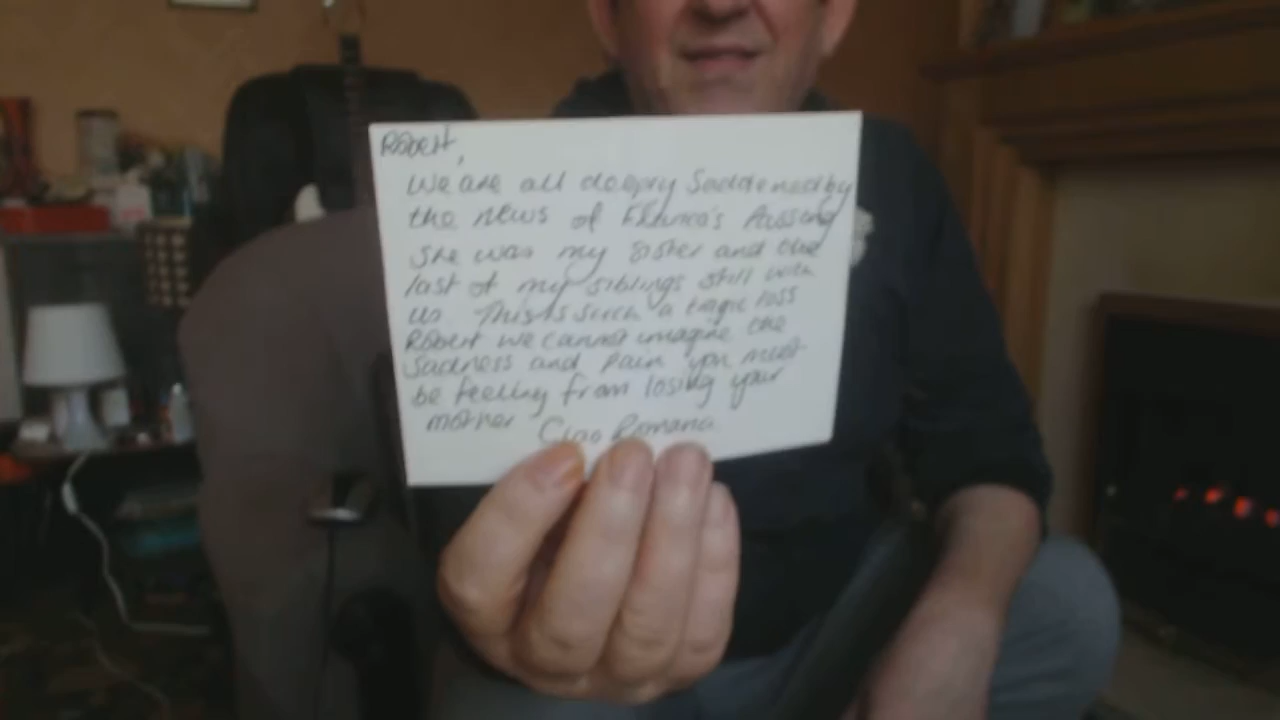 Robert,
We are all deeply Saddened by
the news of Franca's Passing
She was my sister and the
last of my siblings still with
us This is such a tragic loss
Robert we cannot imagine the
Sadness and Pain you must
be feeling from losing your
mother Ciao Romana